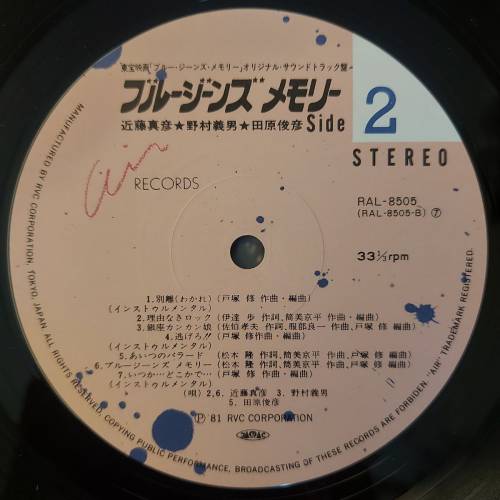 東宝映画「ブルー・ジーンズ・メモリー」オリジナル・サウンドトラック盤
ブルージーンズ メモリー
近藤真彦★野村義男★田原俊彦 Side 2
STEREO
Air
RECORDS
RAL-8505
(RAL-8505-B) ⑦
33⅓rpm
1.別離(わかれ) (戸塚 修 作曲・編曲)
(インストゥルメンタル)
2.理由なきロック (伊達 歩 作詞、筒美京平 作曲、戸塚 修 編曲)
3.銀座カンカン娘 (佐伯孝夫 作詞、服部良一 作曲、戸塚 修 編曲)
4.逃げろ!! (戸塚 修作曲・編曲)
(インストゥルメンタル)
5.あいつのバラード (松本 隆 作詞、筒美京平 作曲、戸塚 修 編曲)
6.ブルージーンズ メモリー (松本 隆 作詞、筒美京平 作曲、戸塚 修 編曲)
7.いつか…どこかで… (戸塚 修 作曲・編曲)
(インストゥルメンタル)
(唄) 2,6. 近藤真彦 3. 野村義男
5. 田原俊彦
Ⓟ 81 RVC CORPORATION
MANUFACTURED BY RVC CORPORATION, TOKYO, JAPAN. ALL RIGHTS RESERVED. COPYING PUBLIC PERFORMANCE, BROADCASTING OF THESE RECORDS ARE FORBIDDEN. "AIR" TRADEMARK REGISTERED.